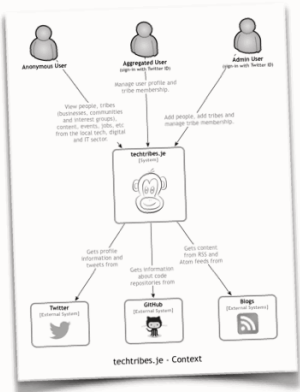 Anonymous User
Aggregated User
(sign-in with Twitter ID)
Admin User
(sign-in with Twitter ID)
View people, tribes
(businesses, communities
and interest groups),
content, events, jobs, etc
from the local tech, digital
and IT sector.
Manage user profile and
tribe membership.
Add people, add tribes and
manage tribe membership.
techtribes.je
[System]
Gets profile
information and
tweets from
Gets information
about code
repositories from
Gets content
from RSS and
Atom feeds from
Twitter
[External System]
GitHub
[External System]
Blogs
[External Systems]
techtribes.je - Context